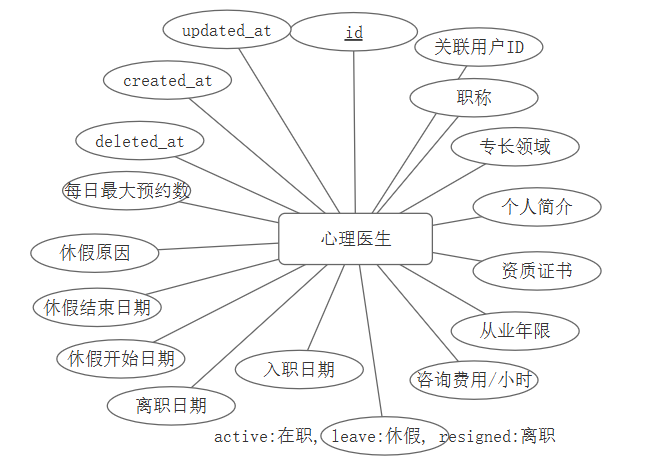 updated_at
id
关联用户ID
created_at
职称
deleted_at
专长领域
每日最大预约数
个人简介
心理医生
休假原因
资质证书
休假结束日期
从业年限
休假开始日期
入职日期
咨询费用/小时
离职日期
active:在职, leave:休假, resigned:离职